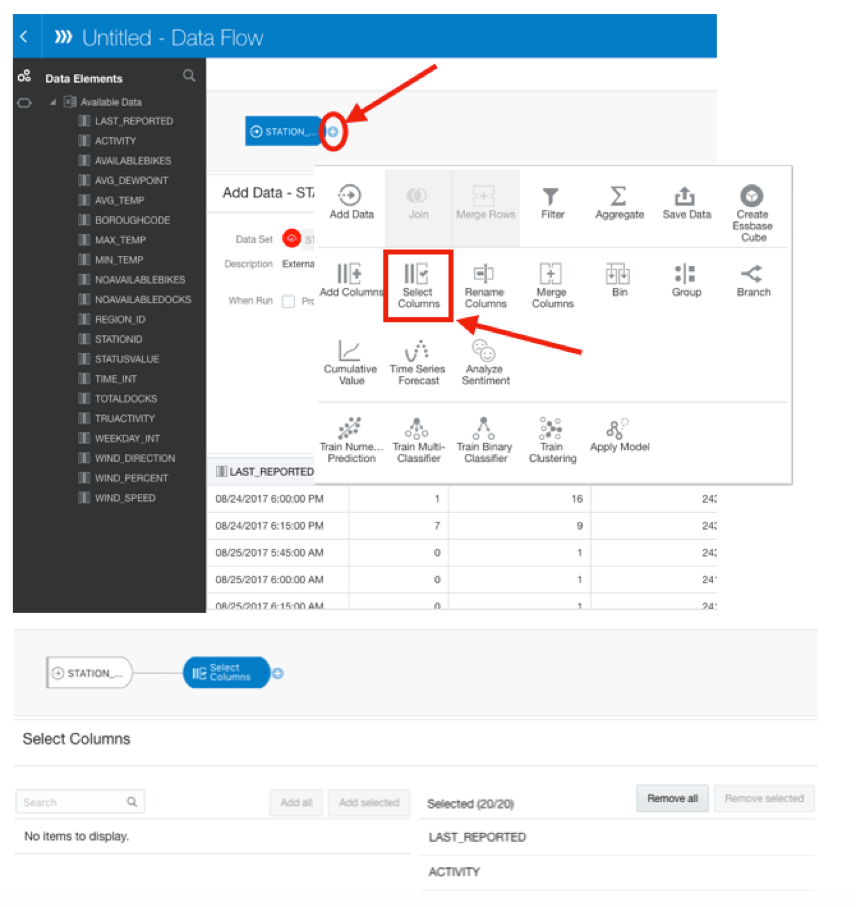 Untitled - Data Flow
Data Elements
Available Data
LAST_REPORTED
ACTIVITY
AVAILABLEBIKES
AVG_DEWPOINT
AVG_TEMP
BOROUGHCODE
MAX_TEMP
MIN_TEMP
NOAVAILABLEBIKES
NOAVAILABLEDOCKS
REGION_ID
STATIONID
STATUSVALUE
TIME_INT
TOTALDOCKS
TRUACTIVITY
WEEKDAY_INT
WIND_DIRECTION
WIND_PERCENT
WIND_SPEED
STATION_...
Add Data - STA
Data Set
Description Externa
When Run
Add Data Join Merge Rows Filter Aggregate Save Data Create
Essbase
Cube
Add Columns Select Rename Merge Bin Group Branch
Columns Columns Columns
Cumulative Time Series Analyze
Value Forecast Sentiment
Train Nume... Train Multi- Train Binary Train Apply Model
Prediction Classifier Classifier Clustering
LAST_REPORTED
08/24/2017 6:00:00 PM 1 16 243
08/24/2017 6:15:00 PM 7 9 243
08/25/2017 5:45:00 AM 0 1 243
08/25/2017 6:00:00 AM 0 1 241
08/25/2017 6:15:00 AM 0 1 24
STATION_...
Select
Columns
Select Columns
Search Add all Add selected Selected (20/20) Remove all Remove selected
No items to display. LAST_REPORTED
ACTIVITY